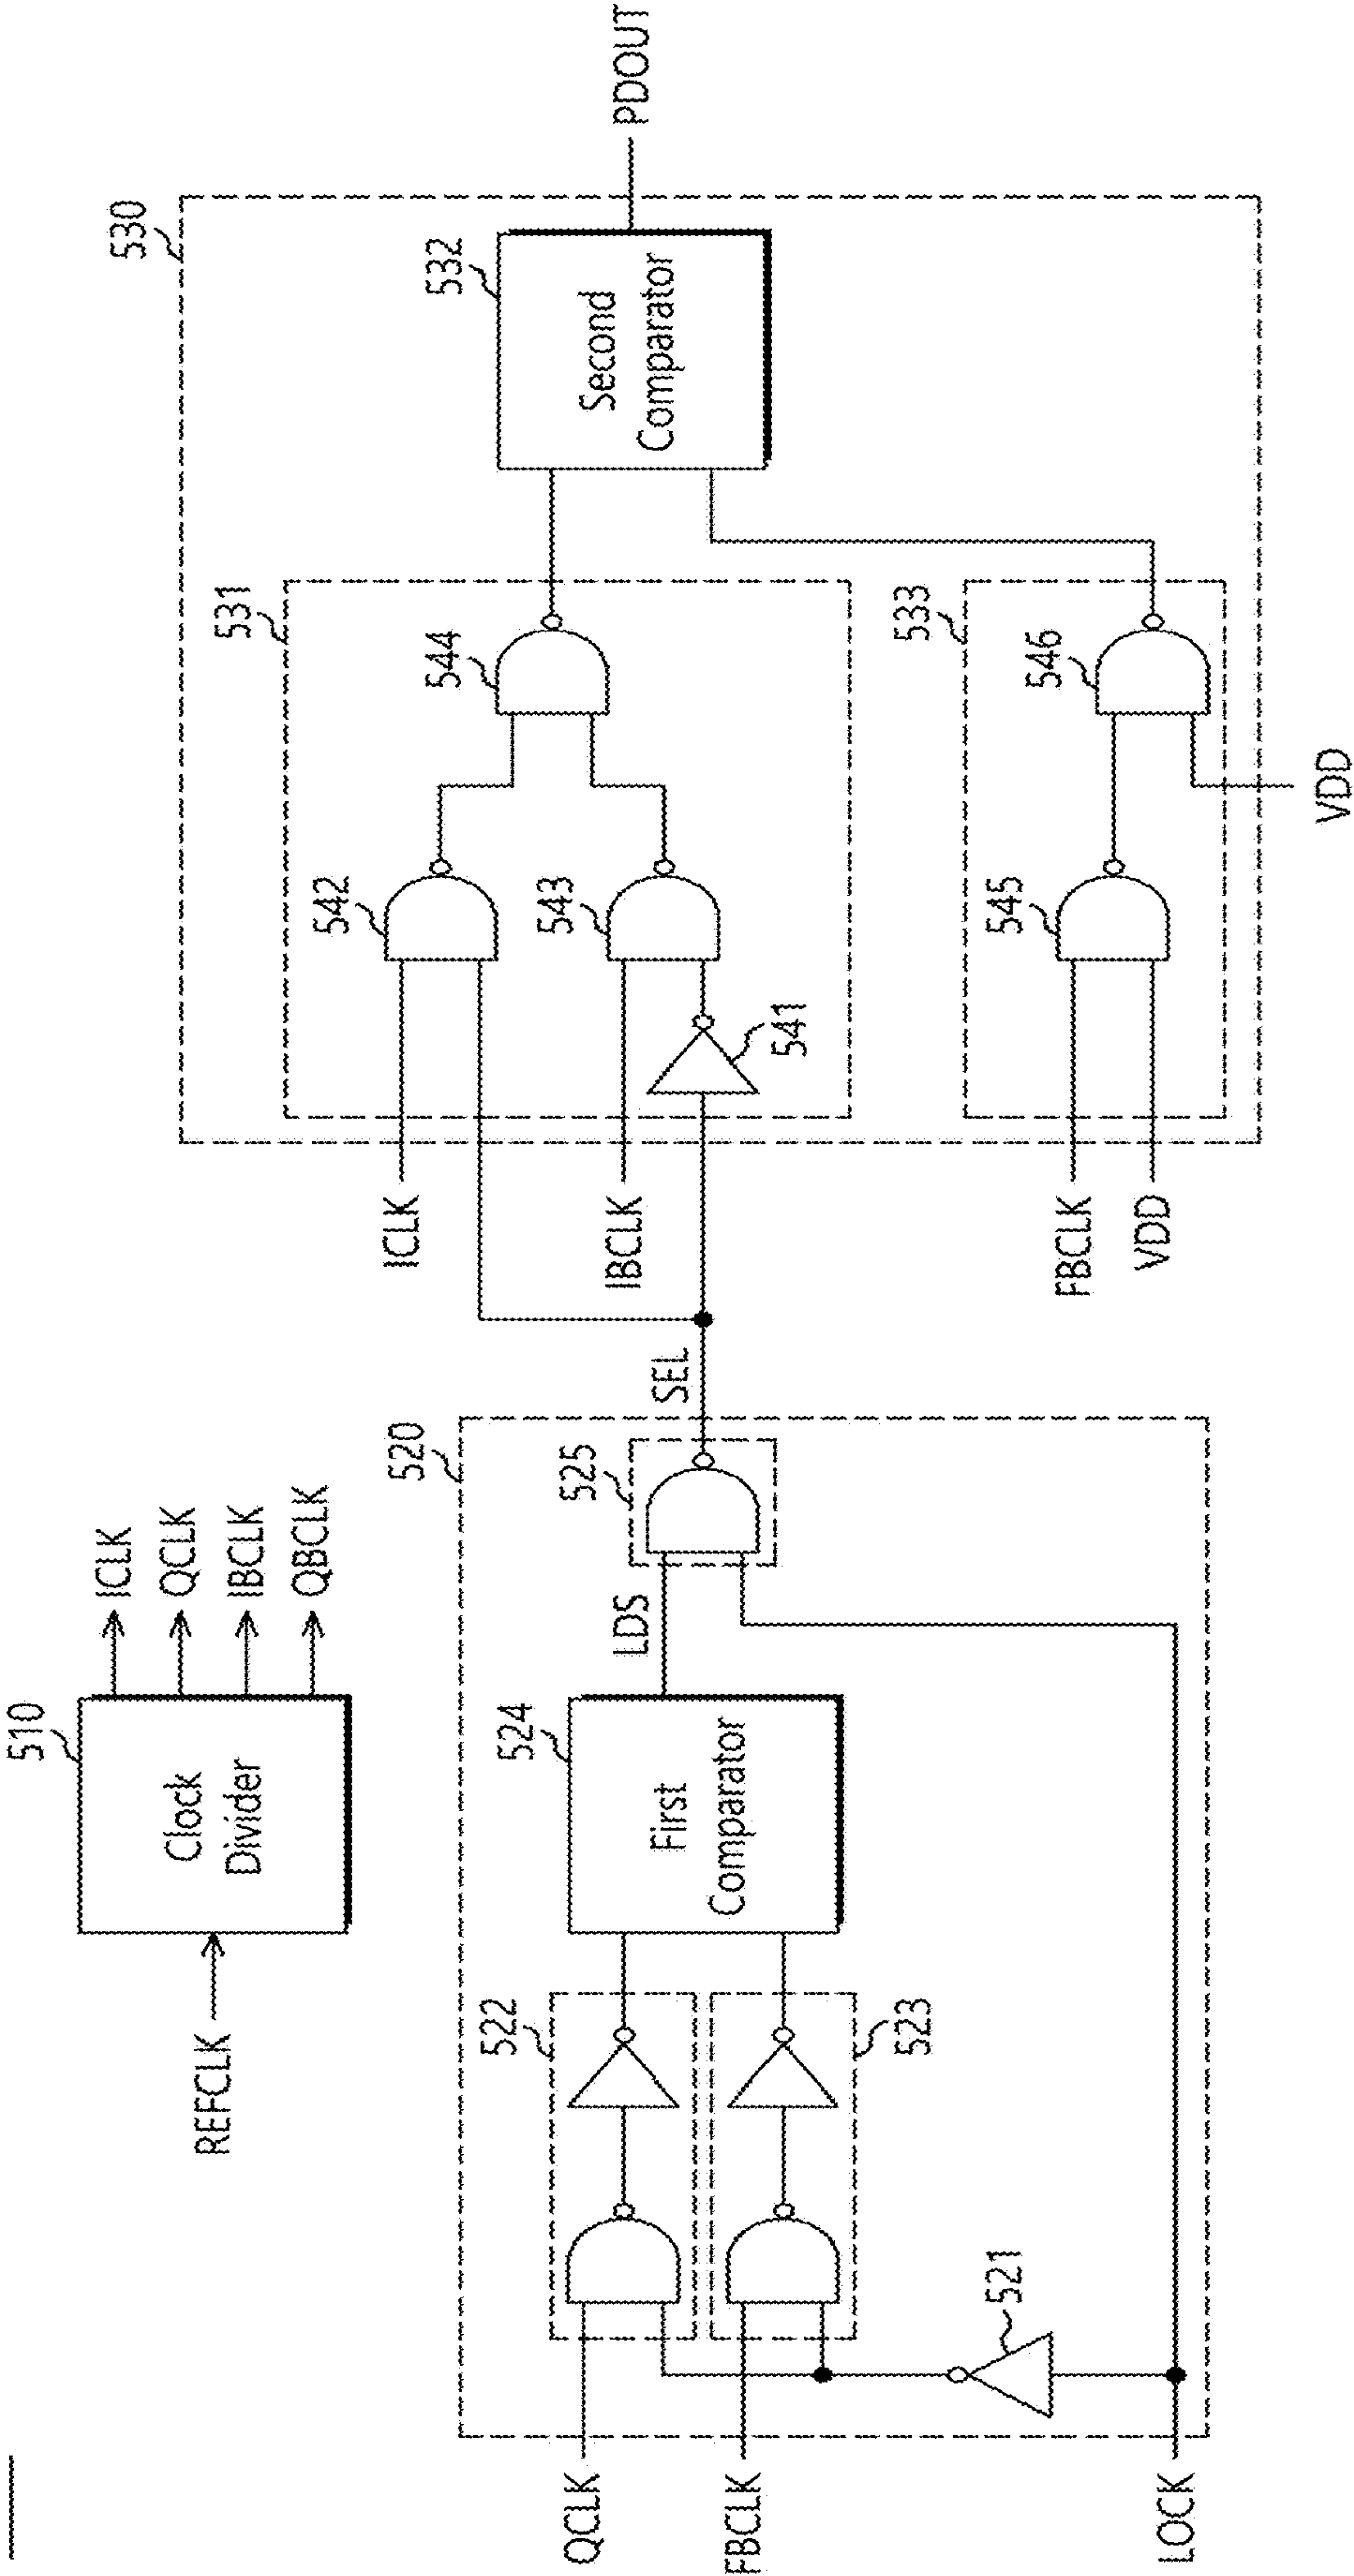 510
REFCLK
Clock
Divider
ICLK
QCLK
IBCLK
QBCLK
520
QCLK
FBCLK
LOCK
521
522
523
524
First
Comparator
LDS
525
SEL
530
ICLK
IBCLK
531
541
542
543
544
532
Second
Comparator
PDOUT
533
FBCLK
VDD
545
546
VDD